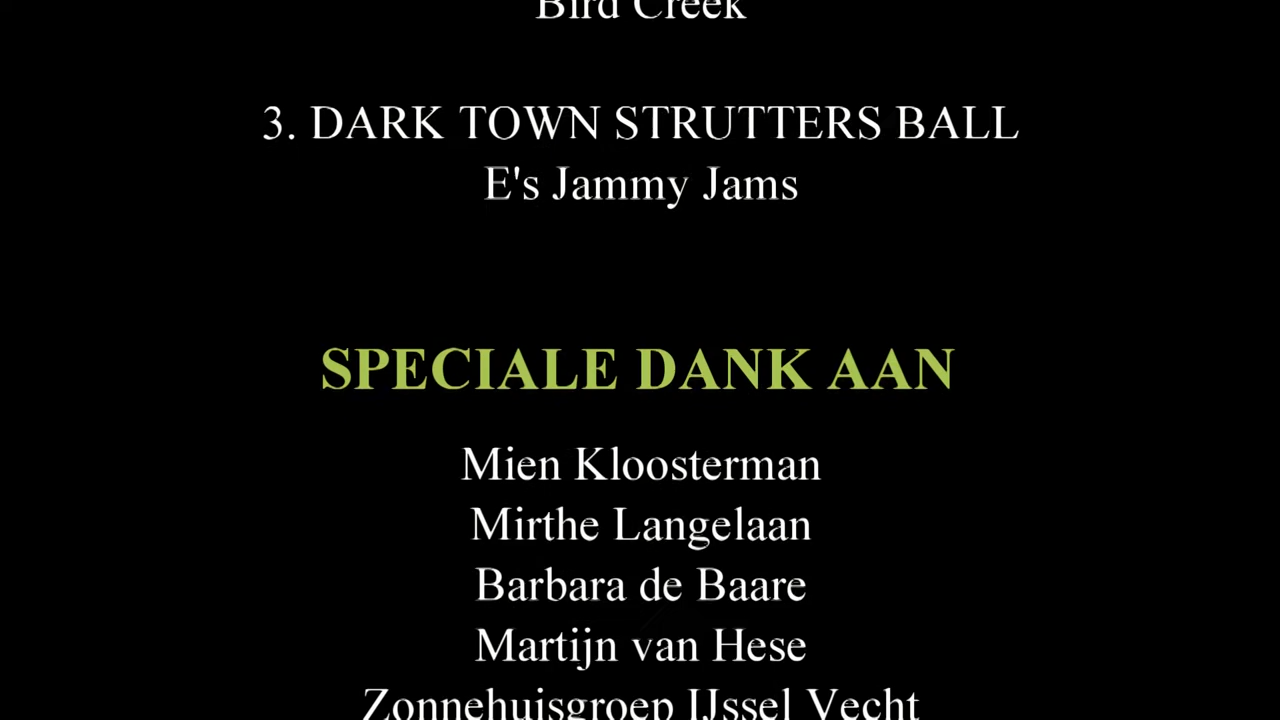 Bird Creek
3. DARK TOWN STRUTTERS BALL
E's Jammy Jams
SPECIALE DANK AAN
Mien Kloosterman
Mirthe Langelaan
Barbara de Baare
Martijn van Hese
Zonnehuisgroep IJssel Vecht